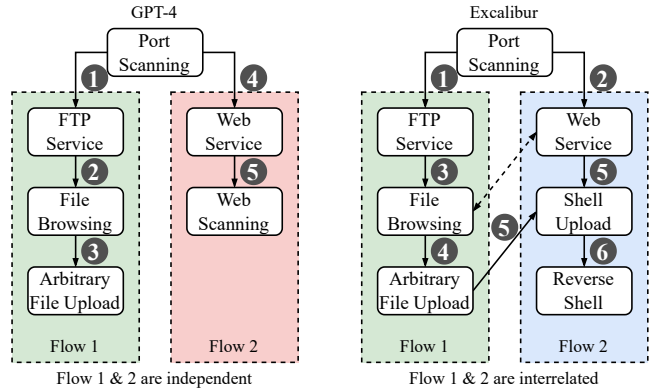 GPT-4
Port
Scanning
1
4
FTP
Service
Web
Service
2
5
File
Browsing
Web
Scanning
3
Arbitrary
File Upload
Flow 1
Flow 2
Flow 1 & 2 are independent
Excalibur
Port
Scanning
1
2
FTP
Service
Web
Service
3
5
File
Browsing
Shell
Upload
5
4
6
Arbitrary
File Upload
Reverse
Shell
Flow 1
Flow 2
Flow 1 & 2 are interrelated